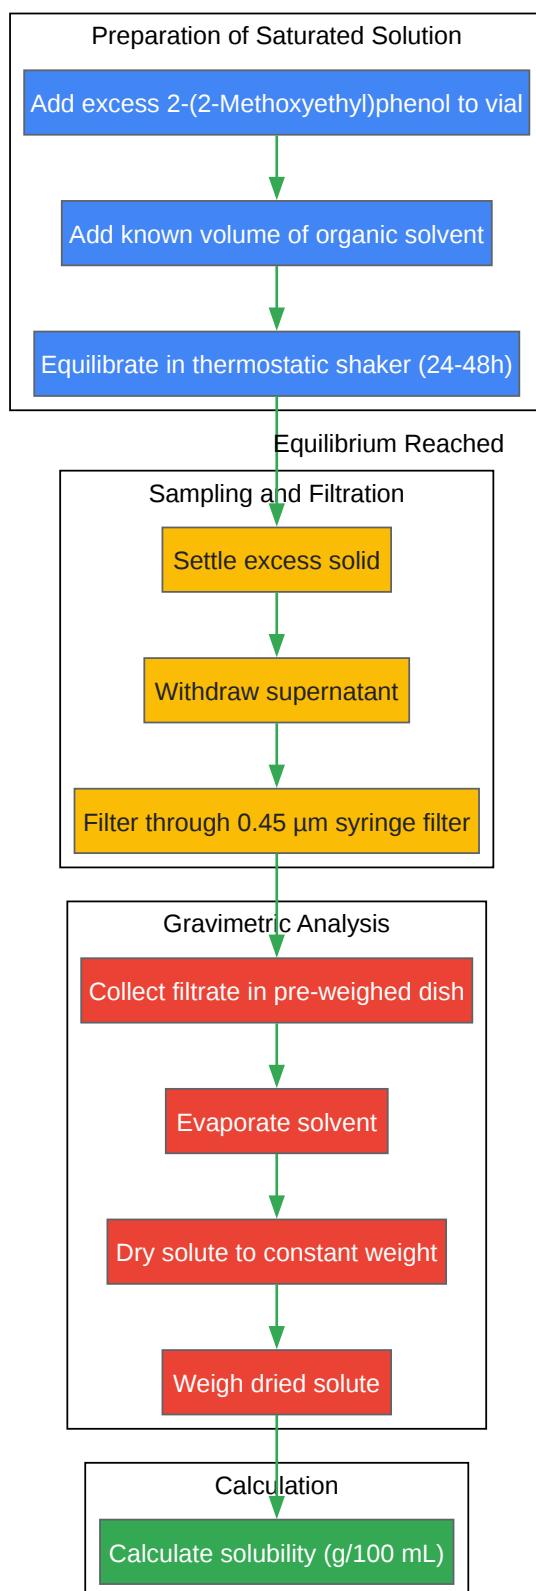 Preparation of Saturated Solution
Add excess 2-(2-Methoxyethyl)phenol to vial
Add known volume of organic solvent
Equilibrate in thermostatic shaker (24-48h)
Equilibrium Reached
Sampling and Filtration
Settle excess solid
Withdraw supernatant
Filter through 0.45 µm syringe filter
Gravimetric Analysis
Collect filtrate in pre-weighed dish
Evaporate solvent
Dry solute to constant weight
Weigh dried solute
Calculation
Calculate solubility (g/100 mL)